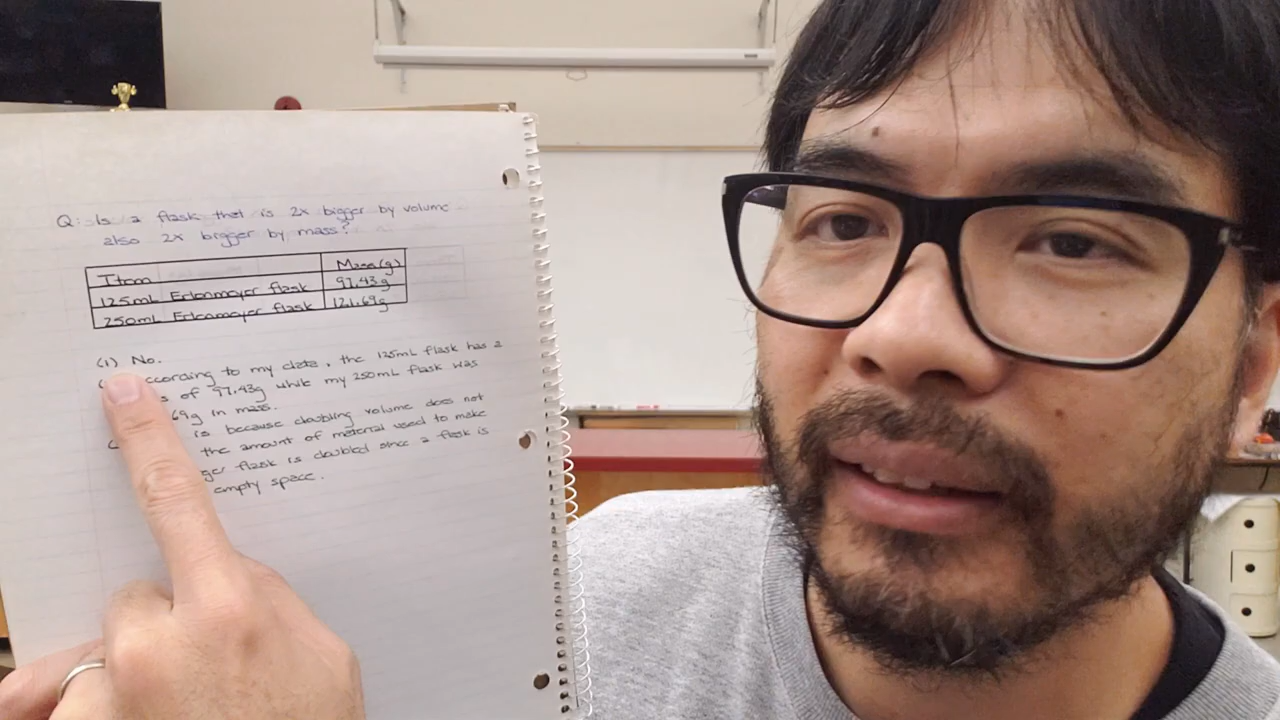 Q: Is a flask that is 2x bigger by volume
also 2x bigger by mass?
Item Mass (g)
125mL Erlenmeyer flask 97.43g
250mL Erlenmeyer flask 121.69g
(1) No.
ccording to my data, the 125mL flask has a
s of 97.43g while my 250mL flask was
69g in mass.
is because doubling volume does not
the amount of material used to make
ger flask is doubled since a flask is
empty space.